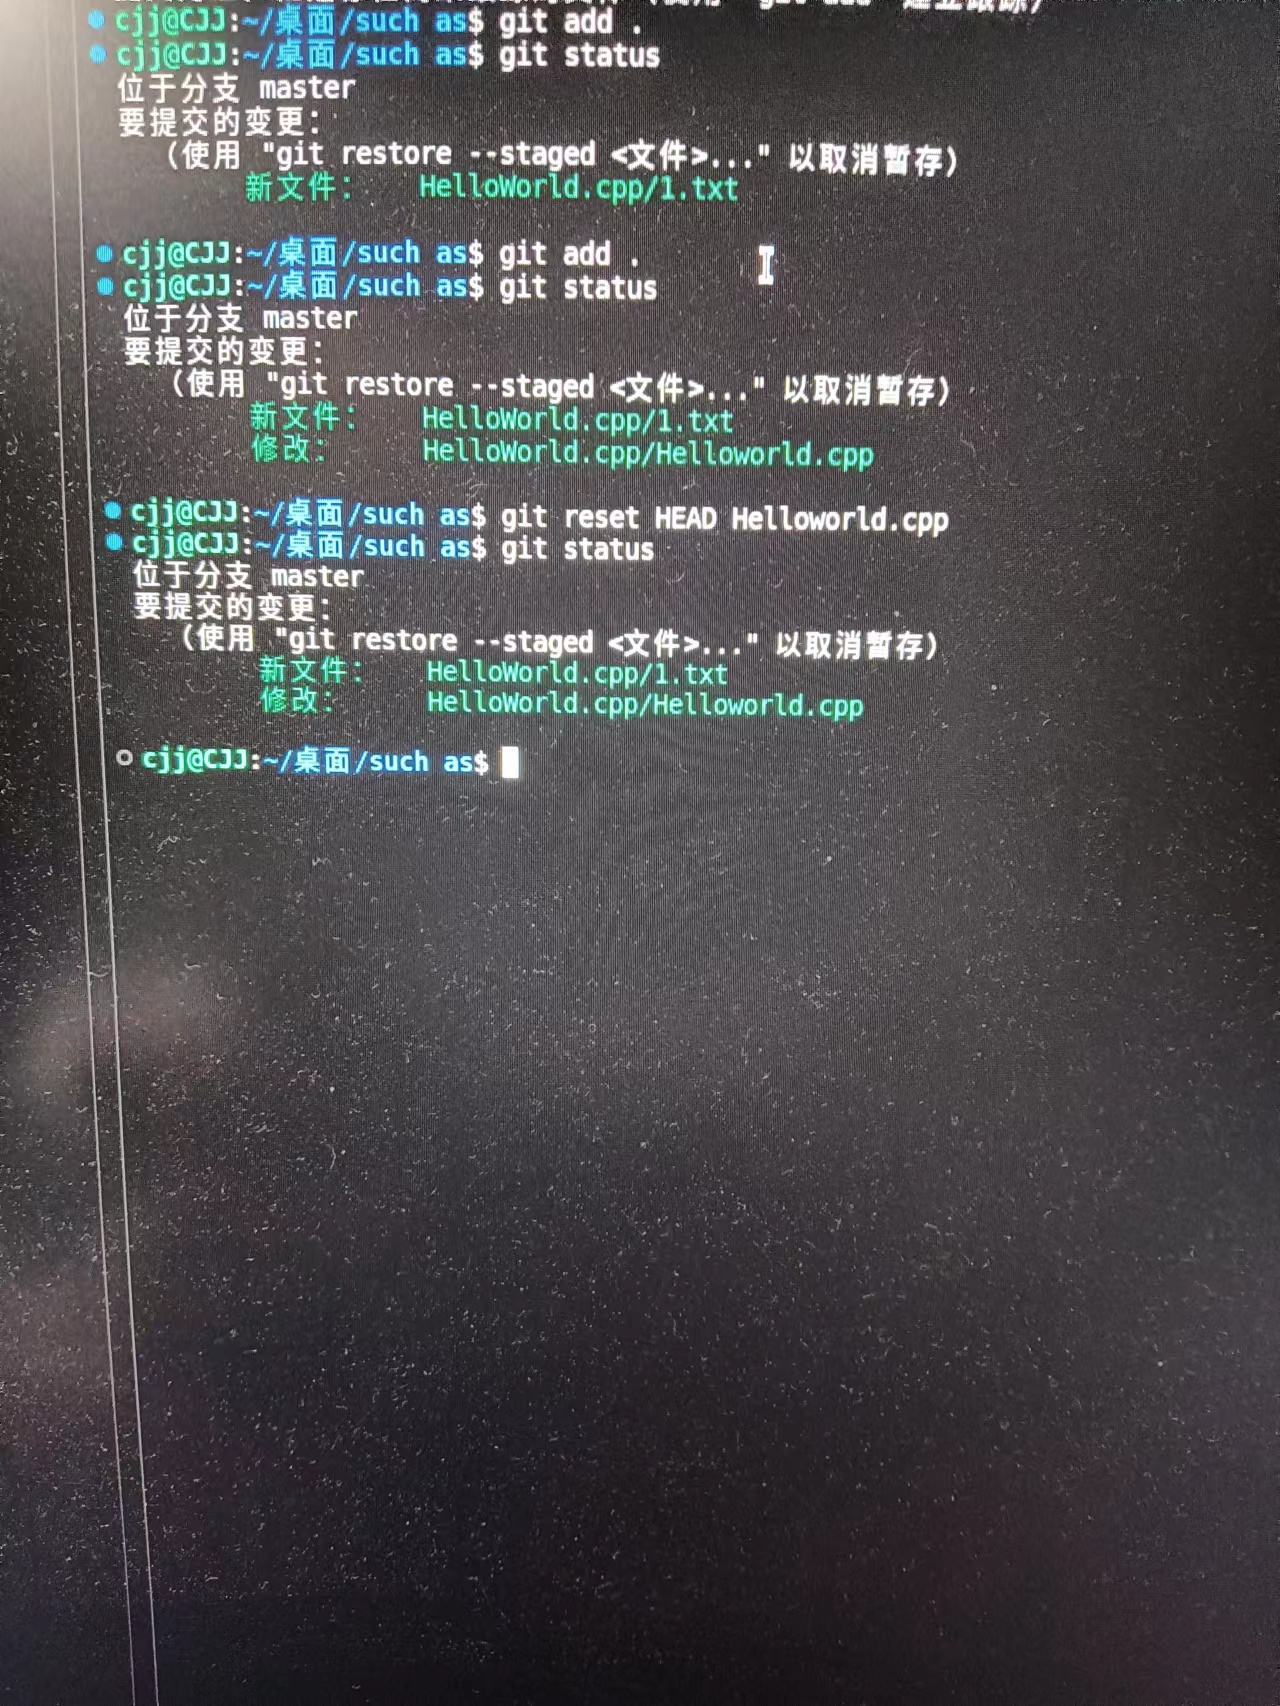 cjj@CJJ:~/桌面/such as$ git add .
cjj@CJJ:~/桌面/such as$ git status
位于分支 master
要提交的变更：
（使用 "git restore --staged <文件>..." 以取消暂存）
新文件： HelloWorld.cpp/1.txt
cjj@CJJ:~/桌面/such as$ git add .
cjj@CJJ:~/桌面/such as$ git status
位于分支 master
要提交的变更：
（使用 "git restore --staged <文件>..." 以取消暂存）
新文件： HelloWorld.cpp/1.txt
修改： HelloWorld.cpp/Helloworld.cpp
cjj@CJJ:~/桌面/such as$ git reset HEAD Helloworld.cpp
cjj@CJJ:~/桌面/such as$ git status
位于分支 master
要提交的变更：
（使用 "git restore --staged <文件>..." 以取消暂存）
新文件： HelloWorld.cpp/1.txt
修改： HelloWorld.cpp/Helloworld.cpp
cjj@CJJ:~/桌面/such as$